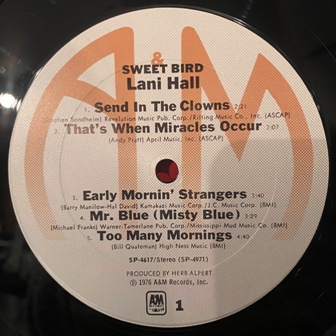 A&M
SWEET BIRD
Lani Hall
1. Send In The Clowns 2:21
(Stephen Sondheim) Revelation Music Pub. Corp./Rilting Music Co., Inc. (ASCAP)
2. That's When Miracles Occur 3:09
(Andy Pratt) April Music, Inc. (ASCAP)
3. Early Mornin' Strangers 3:40
(Barry Manilow-Hal David) Kamakazi Music/J.C. Music Corp. (BMI)
4. Mr. Blue (Misty Blue) 3:39
(Michael Franks) Warner-Tamerlane Pub. Corp./Mississippi Mud Music Co. (BMI)
5. Too Many Mornings 4:40
(Bill Quateman) High Ness Music (BMI)
SP-4617/Stereo (SP-4971)
PRODUCED BY HERB ALPERT
℗ 1976 A&M Records, Inc.
A&M
1